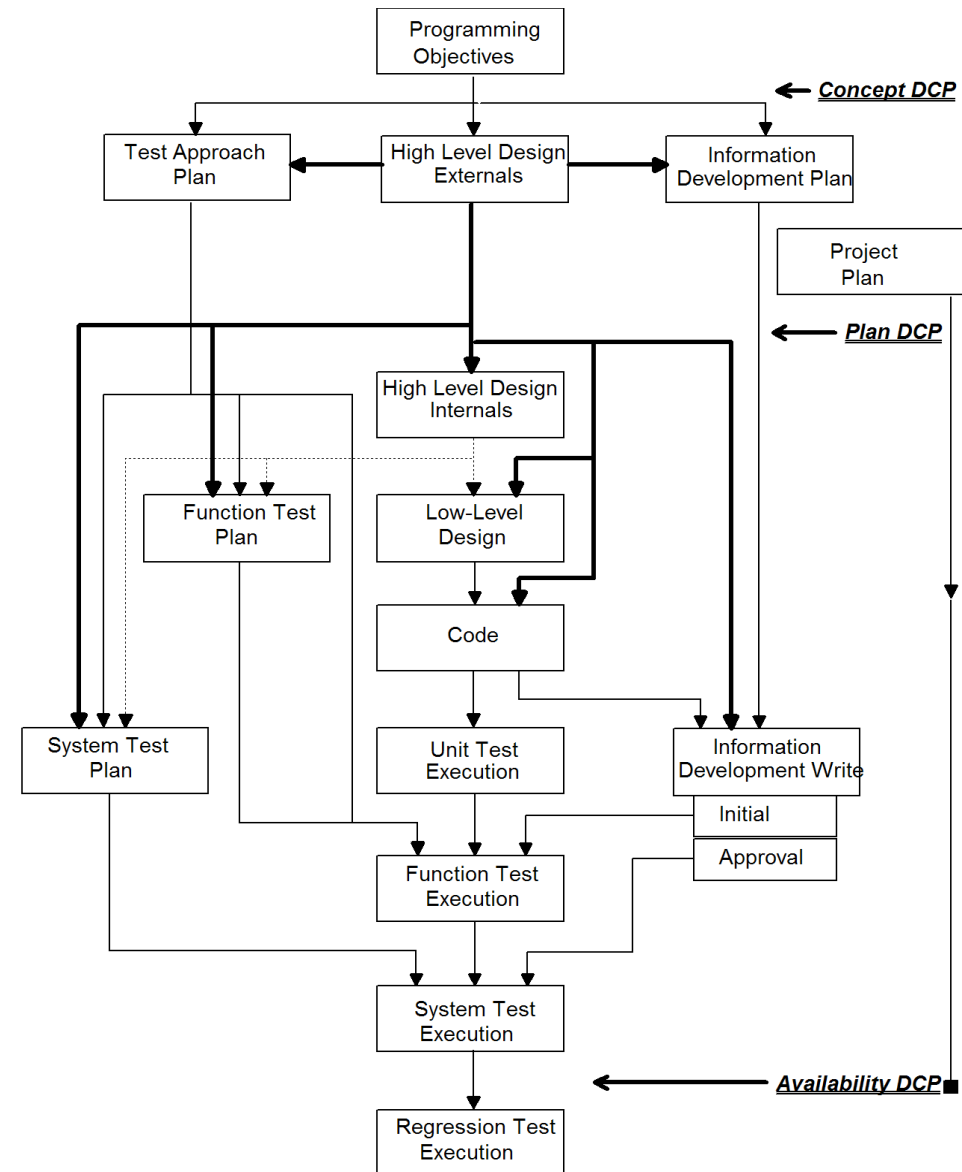 Programming
Objectives
Concept DCP
Test Approach
Plan
High Level Design
Externals
Information
Development Plan
Project
Plan
Plan DCP
High Level Design
Internals
Function Test
Plan
Low-Level
Design
Code
System Test
Plan
Unit Test
Execution
Information
Development Write
Initial
Approval
Function Test
Execution
System Test
Execution
Availability DCP
Regression Test
Execution